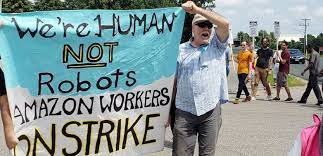 We're HUMAN
NOT
Robots
AMAZON WORKERS
ON STRIKE